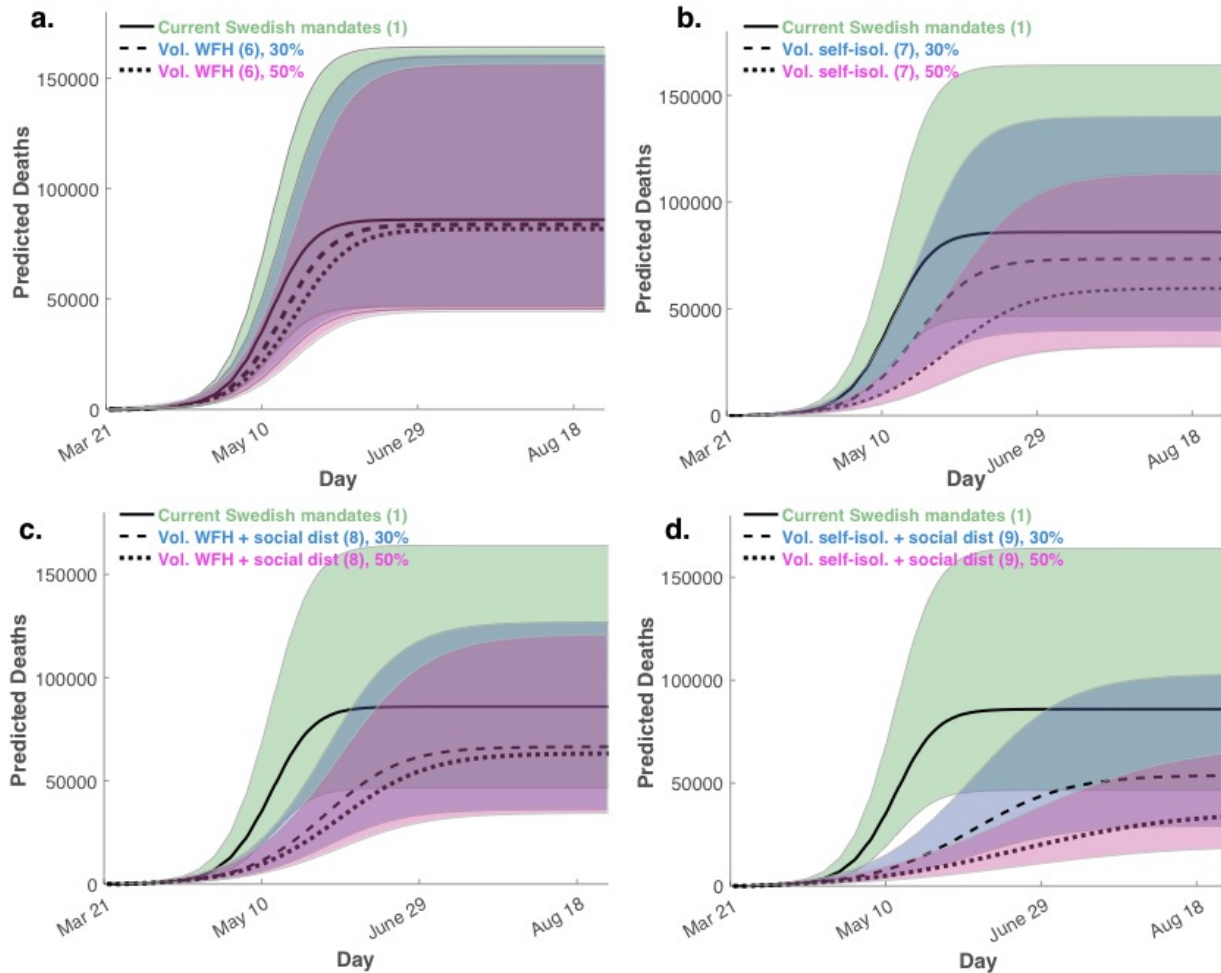 a.
Current Swedish mandates (1)
Vol. WFH (6), 30%
Vol. WFH (6), 50%
150000
100000
50000
0
Predicted Deaths
Mar 21
May 10
June 29
Aug 18
Day
b.
Current Swedish mandates (1)
Vol. self-isol. (7), 30%
Vol. self-isol. (7), 50%
150000
100000
50000
0
Predicted Deaths
Mar 21
May 10
June 29
Aug 18
Day
c.
Current Swedish mandates (1)
Vol. WFH + social dist (8), 30%
Vol. WFH + social dist (8), 50%
150000
100000
50000
0
Predicted Deaths
Mar 21
May 10
June 29
Aug 18
Day
d.
Current Swedish mandates (1)
Vol. self-isol. + social dist (9), 30%
Vol. self-isol. + social dist (9), 50%
150000
100000
50000
0
Predicted Deaths
Mar 21
May 10
June 29
Aug 18
Day